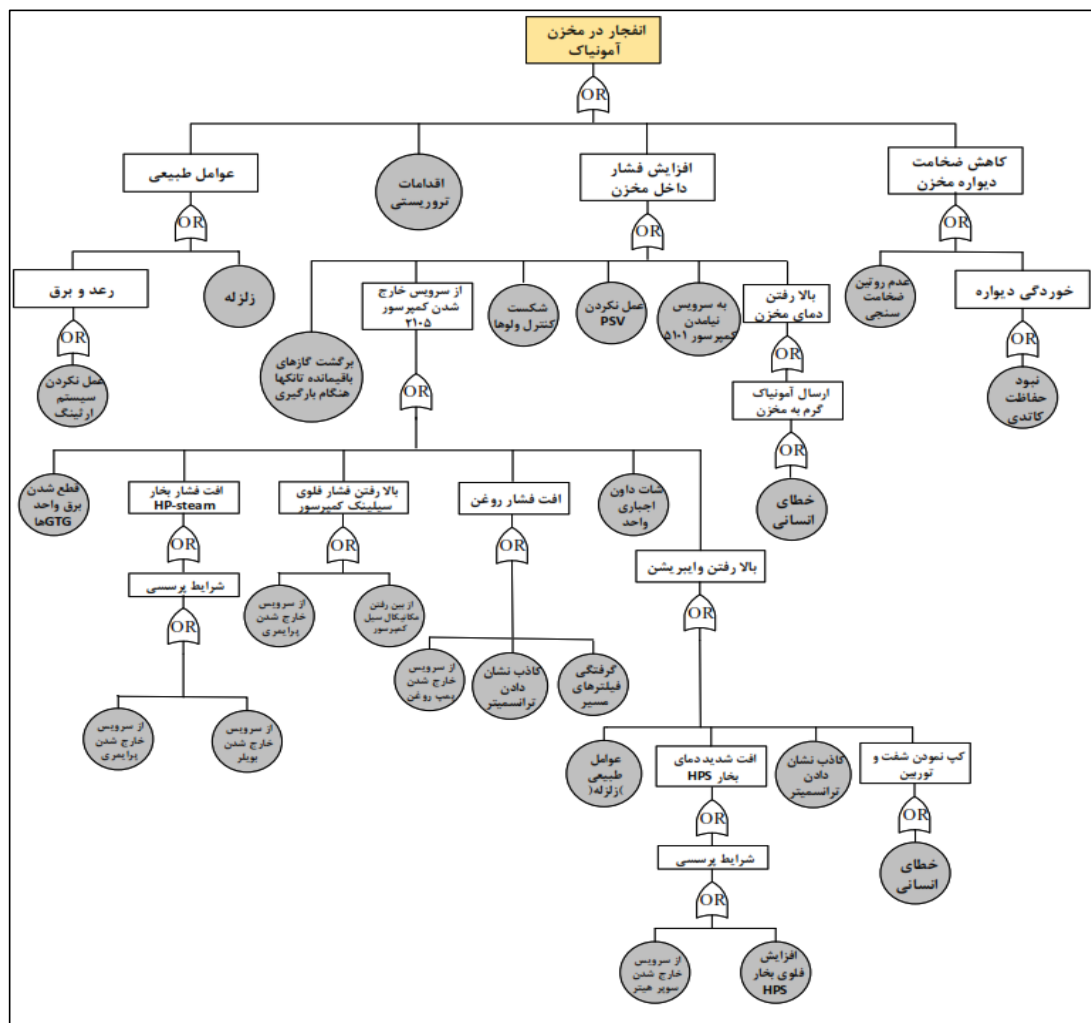 انفجار در مخزن
آمونیاک
OR
کاهش ضخامت
دیواره مخزن
افزایش فشار
داخل مخزن
اقدامات
تروریستی
عوامل طبیعی
OR
OR
OR
خوردگی دیواره
عدم روتین
ضخامت
سنجی
بالا رفتن
دمای مخزن
به سرویس
نیامدن
کمپرسور ۵۱۰۱
عمل نکردن
PSV
شکست
کنترل ولوها
از سرویس خارج
شدن کمپرسور
۲۱۰۵
برگشت گازهای
باقیمانده تانکها
هنگام بارگیری
زلزله
رعد و برق
OR
OR
OR
OR
نبود
حفاظت
کاتدی
ارسال آمونیاک
گرم به مخزن
عمل نکردن
سیستم
ارتینگ
OR
خطای
انسانی
بالا رفتن وایبریشن
شات داون
اجباری
واحد
افت فشار روغن
بالا رفتن فشار فلوی
سیلینک کمپرسور
افت فشار بخار
HP-steam
قطع شدن
برق واحد
GTGها
OR
OR
OR
OR
گرفتگی
فیلترهای
مسیر
کاذب نشان
دادن
ترانسمیتر
از سرویس
خارج شدن
پمپ روغن
از بین رفتن
مکانیکال سیل
کمپرسور
از سرویس
خارج شدن
پرایمری
شرایط پرسسی
OR
از سرویس
خارج شدن
بویلر
از سرویس
خارج شدن
پرایمری
کپ نمودن شفت و
توربین
کاذب نشان
دادن
ترانسمیتر
افت شدید دمای
بخار HPS
عوامل
طبیعی
)زلزله(
OR
OR
خطای
انسانی
شرایط پرسسی
OR
افزایش
فلوی بخار
HPS
از سرویس
خارج شدن
سوپر هیتر